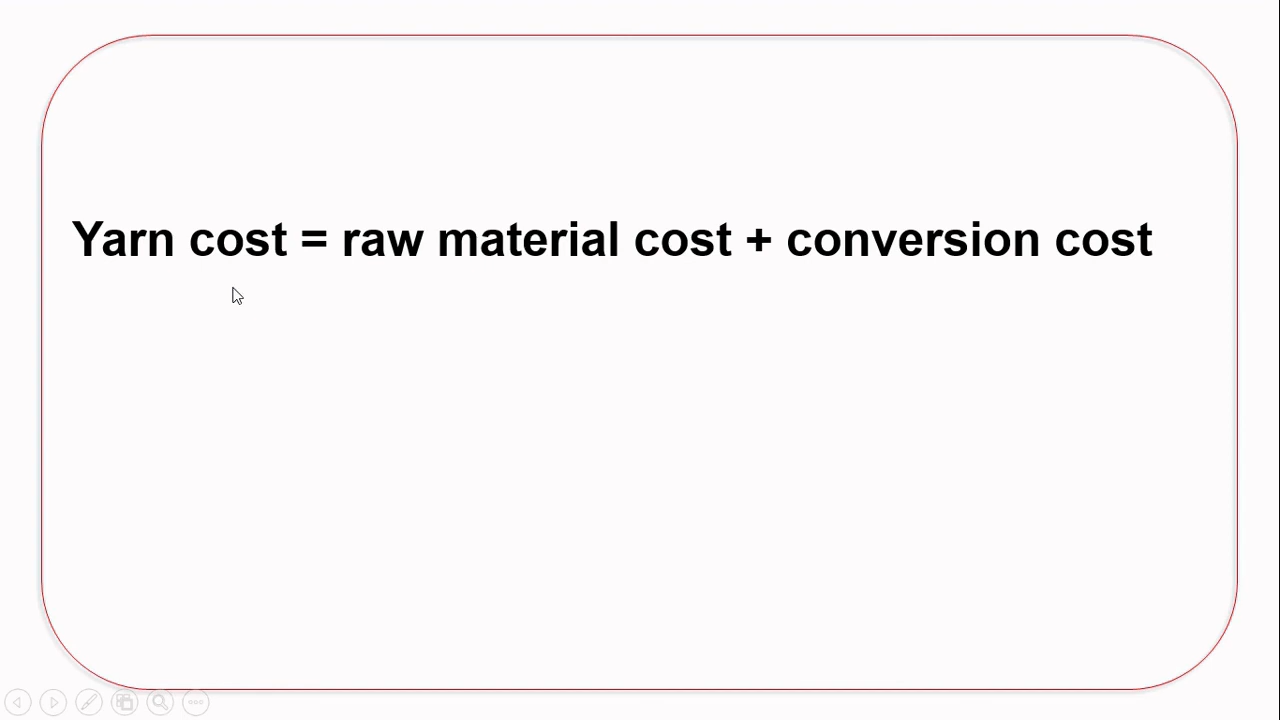 Yarn cost = raw material cost + conversion cost